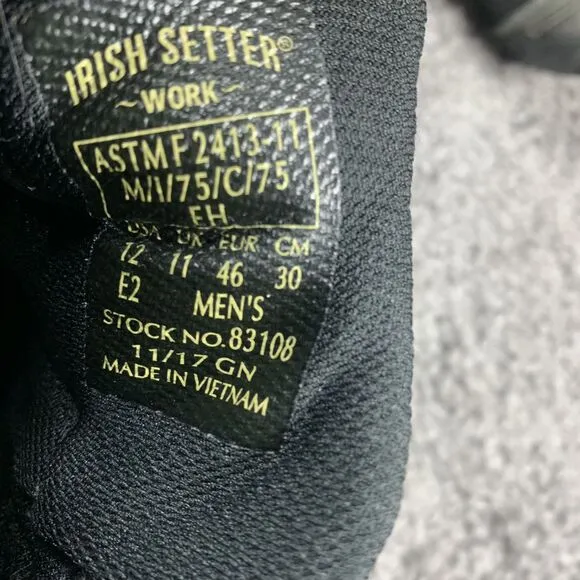 IRISH SETTER®
~WORK~
ASTM F 2413-11
M/I/75/C/75
EH
USA UK EUR CM
12 11 46 30
E2 MEN'S
STOCK NO. 83108
11/17 GN
MADE IN VIETNAM